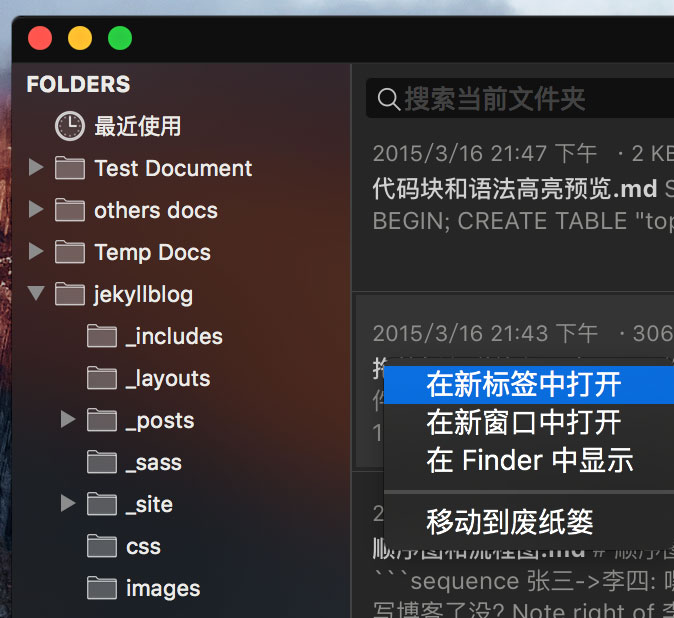 FOLDERS
最近使用
Test Document
others docs
Temp Docs
jekyllblog
_includes
_layouts
_posts
_sass
_site
css
images
搜索当前文件夹
2015/3/16 21:47 下午 · 2 KB
代码块和语法高亮预览.md S
BEGIN; CREATE TABLE "top
2015/3/16 21:43 下午 · 306
件
1
在新标签中打开
在新窗口中打开
在 Finder 中显示
移动到废纸篓
2
顺序图和流程图.md # 顺序图
```sequence 张三->李四: 嘿
写博客了没? Note right of 李